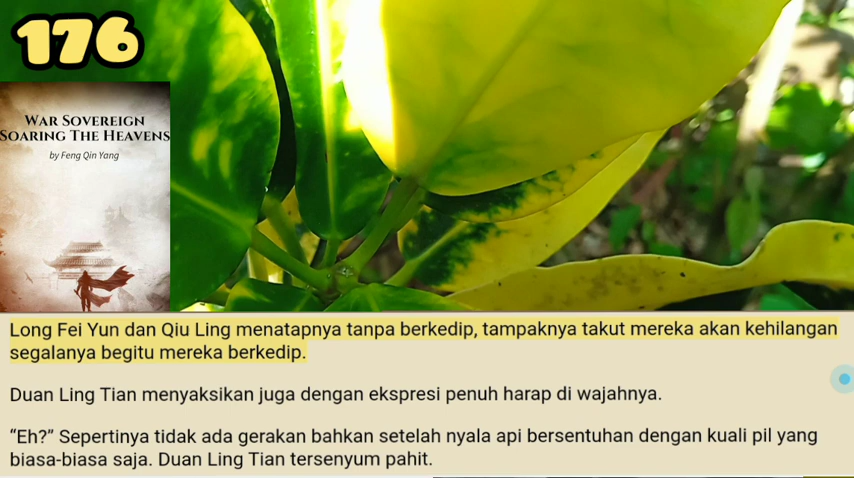 176
WAR SOVEREIGN
SOARING THE HEAVENS
by Feng Qin Yang
Long Fei Yun dan Qiu Ling menatapnya tanpa berkedip, tampaknya takut mereka akan kehilangan
segalanya begitu mereka berkedip.
Duan Ling Tian menyaksikan juga dengan ekspresi penuh harap di wajahnya.
“Eh?” Sepertinya tidak ada gerakan bahkan setelah nyala api bersentuhan dengan kuali pil yang
biasa-biasa saja. Duan Ling Tian tersenyum pahit.